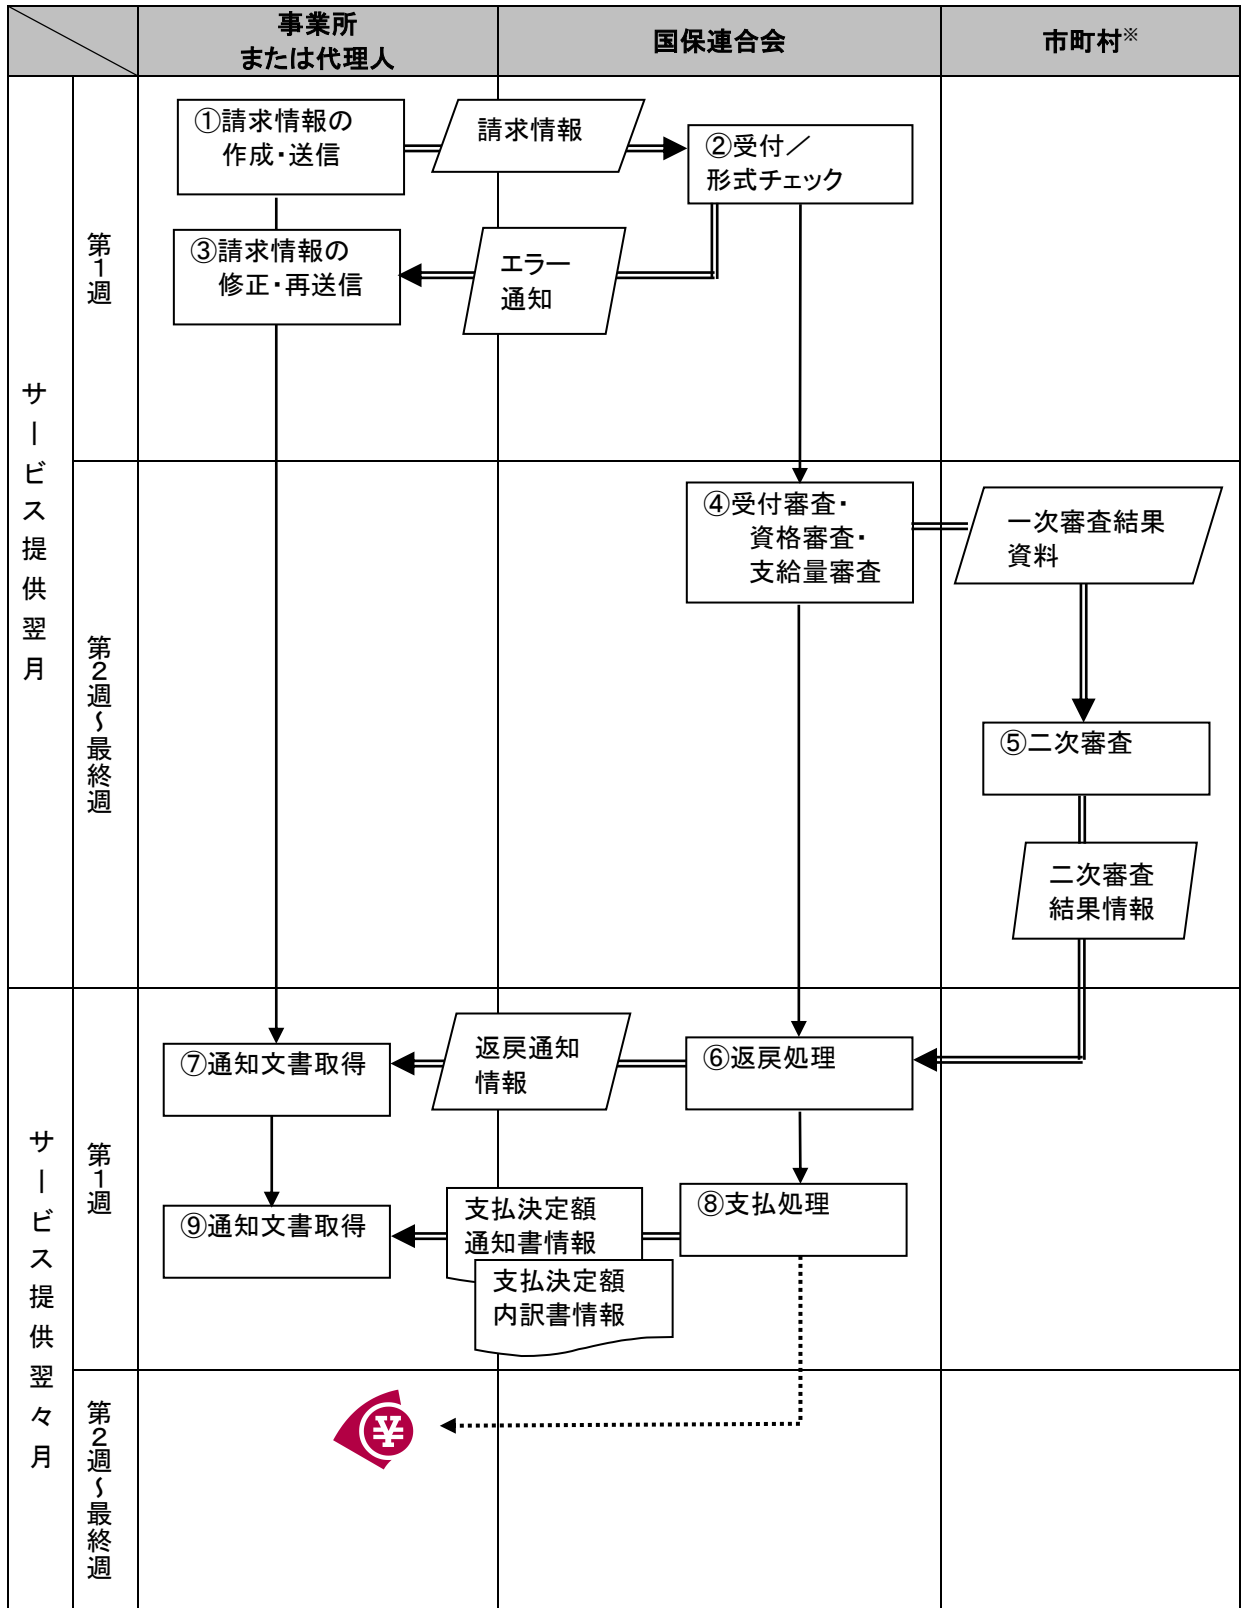 事業所
または代理人
国保連合会
市町村※
サービス提供翌月
第1週
①請求情報の
作成・送信
請求情報
②受付／
形式チェック
③請求情報の
修正・再送信
エラー
通知
第2週～最終週
④受付審査・
資格審査・
支給量審査
一次審査結果
資料
⑤二次審査
二次審査
結果情報
サービス提供翌々月
第1週
⑦通知文書取得
返戻通知
情報
⑥返戻処理
⑨通知文書取得
支払決定額
通知書情報
支払決定額
内訳書情報
⑧支払処理
第2週～最終週
¥